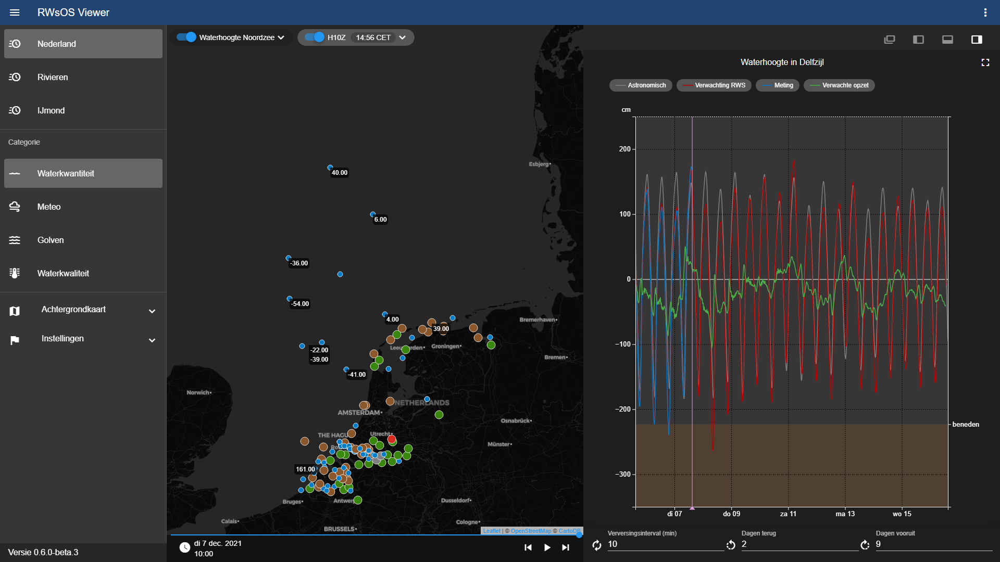 RWsOS Viewer
Nederland
Rivieren
IJmond
Categorie
Waterkwantiteit
Meteo
Golven
Waterkwaliteit
Achtergrondkaart
Instellingen
Versie 0.6.0-beta.3
Waterhoogte Noordzee
H10Z 14:56 CET
Esbjerg
40.00
6.00
-36.00
-54.00
4.00
39.00
Bremerhaven
Groningen
Bremen
-22.00
-39.00
-41.00
Norwich
NETHERLANDS
AMSTERDAM
Osnabrück
Utrecht
Münster
161.00
Bruges
Dusseldorf
Calais
Cologne
BRUSSELS
Leaflet | © OpenStreetMap © CartoDB
di 7 dec. 2021
10:00
Waterhoogte in Delfzijl
Astronomisch
Verwachting RWS
Meting
Verwachte opzet
cm
200
100
0
−100
−200
−300
beneden
di 07
do 09
za 11
ma 13
wo 15
Verversingsinterval (min)
10
Dagen terug
2
Dagen vooruit
9